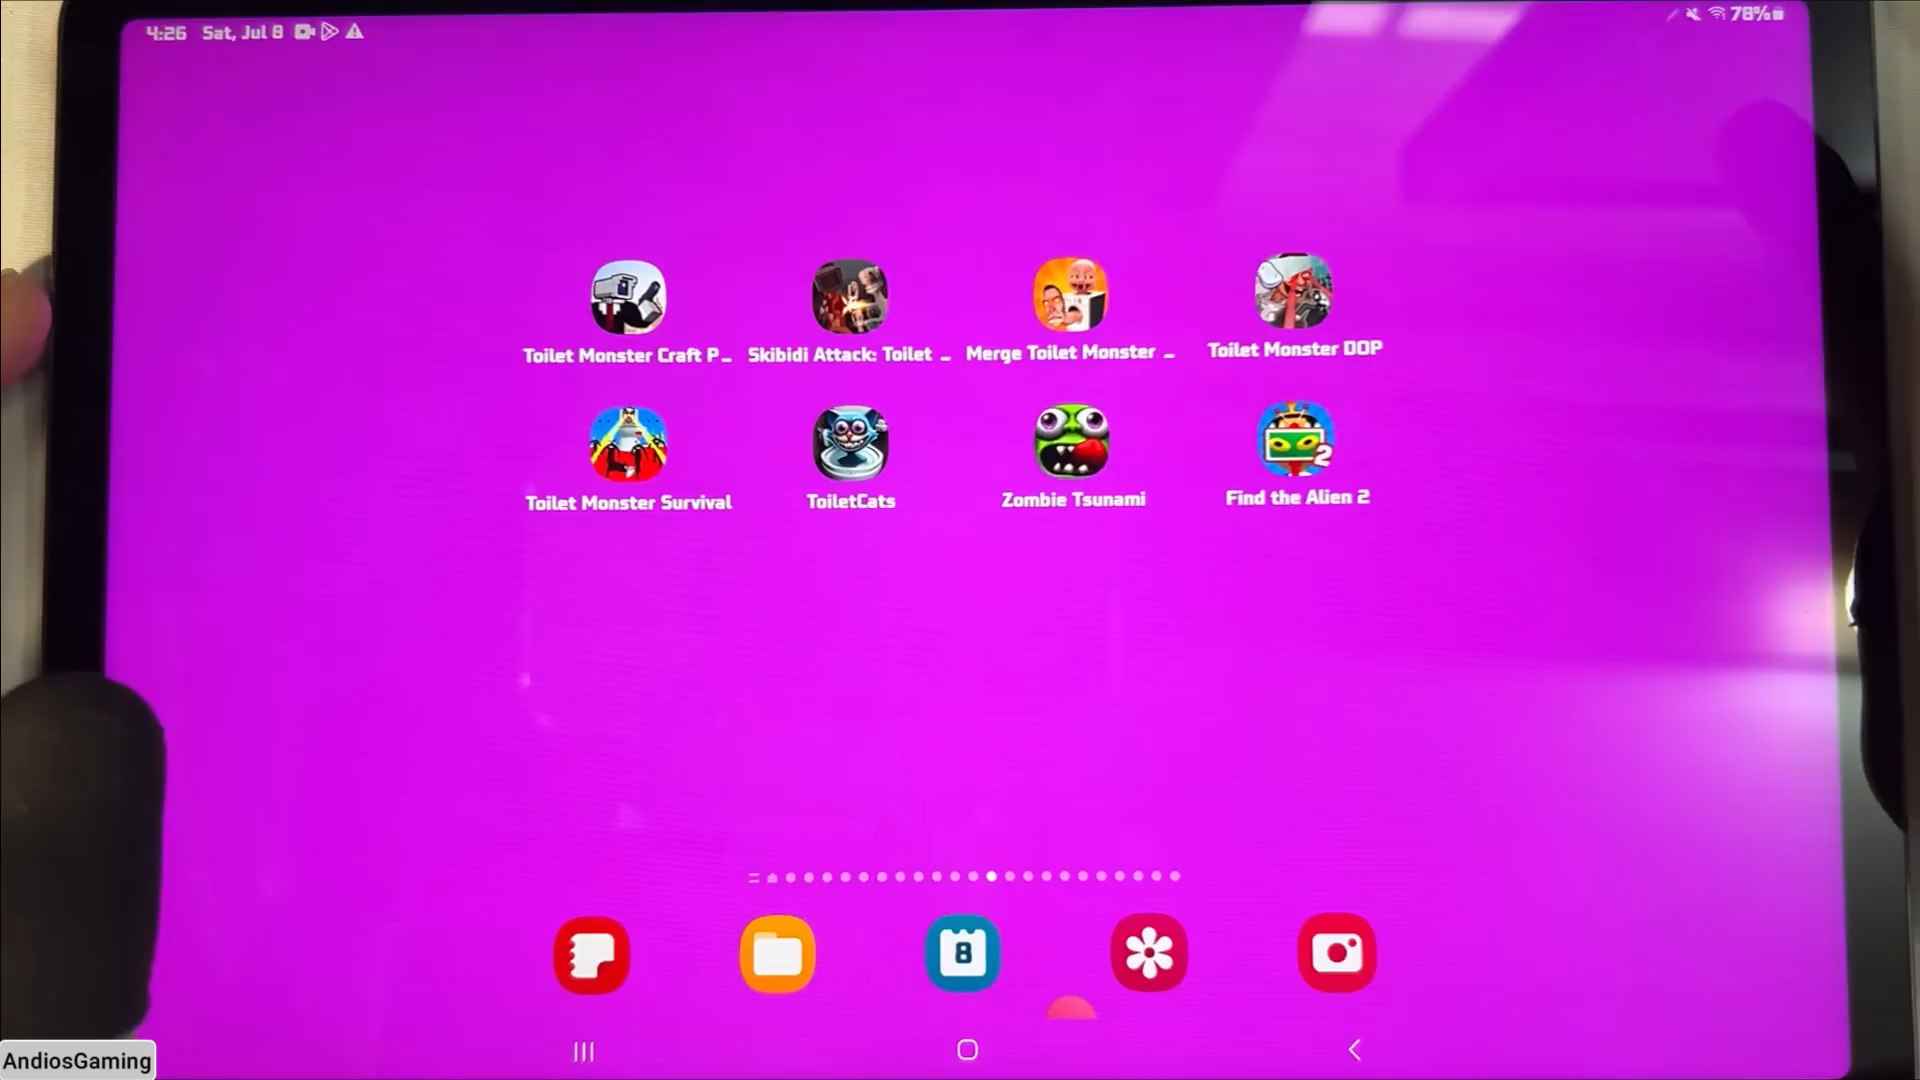 4:26 Sat, Jul 8
78%
Toilet Monster Craft P...
Skibidi Attack: Toilet ...
Merge Toilet Monster ...
Toilet Monster DOP
Toilet Monster Survival
ToiletCats
Zombie Tsunami
2
Find the Alien 2
8
AndiosGaming